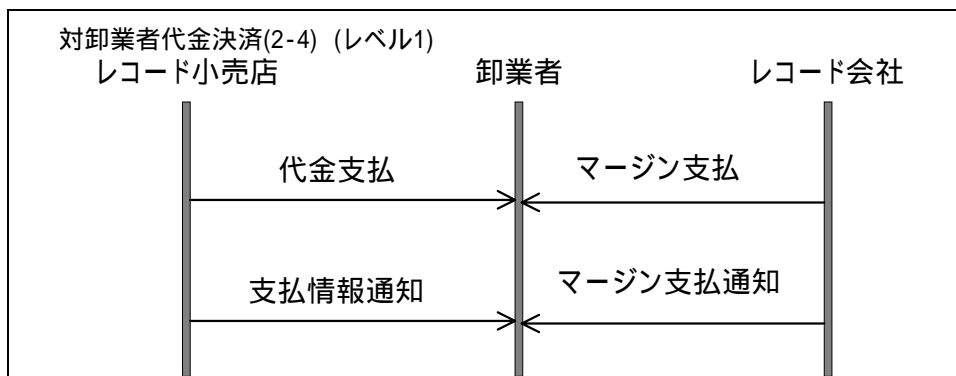 対卸業者代金決済(2-4) (レベル1)
レコード小売店 卸業者 レコード会社
代金支払 マージン支払
支払情報通知 マージン支払通知